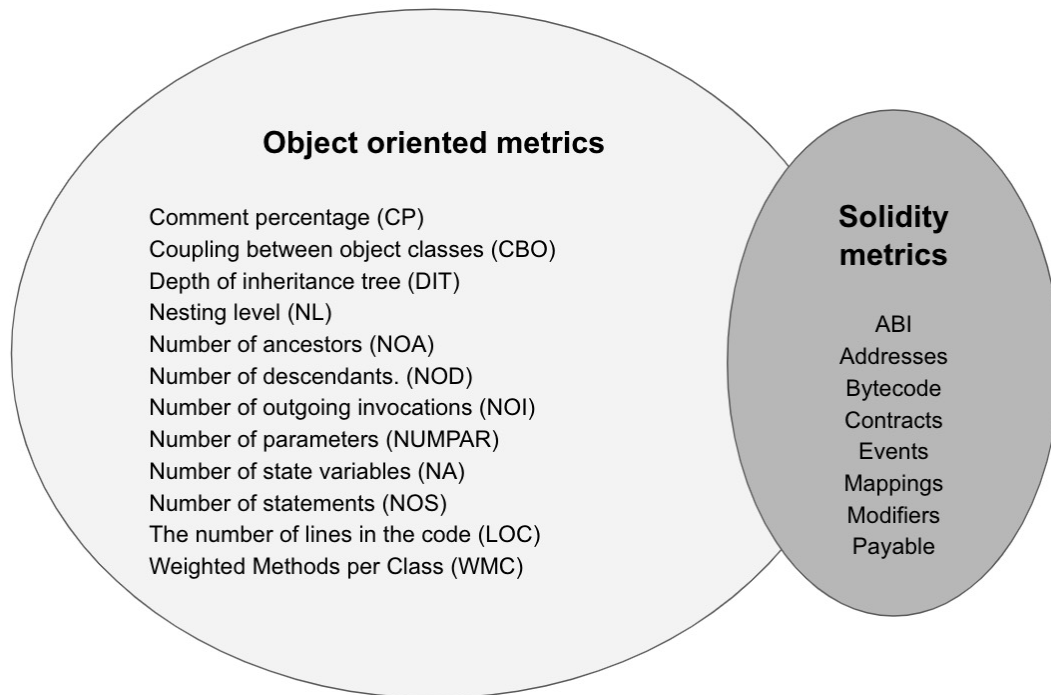 Object oriented metrics
Comment percentage (CP)
Coupling between object classes (CBO)
Depth of inheritance tree (DIT)
Nesting level (NL)
Number of ancestors (NOA)
Number of descendants. (NOD)
Number of outgoing invocations (NOI)
Number of parameters (NUMPAR)
Number of state variables (NA)
Number of statements (NOS)
The number of lines in the code (LOC)
Weighted Methods per Class (WMC)
Solidity
metrics
ABI
Addresses
Bytecode
Contracts
Events
Mappings
Modifiers
Payable